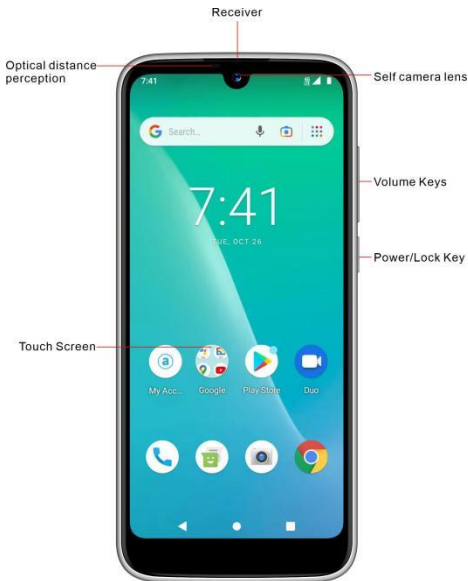 Receiver
Optical distance
perception
Self camera lens
7:41
Search...
Volume Keys
7:41
TUE, OCT 26
Power/Lock Key
Touch Screen
My Acc...
Google
Play Store
Duo